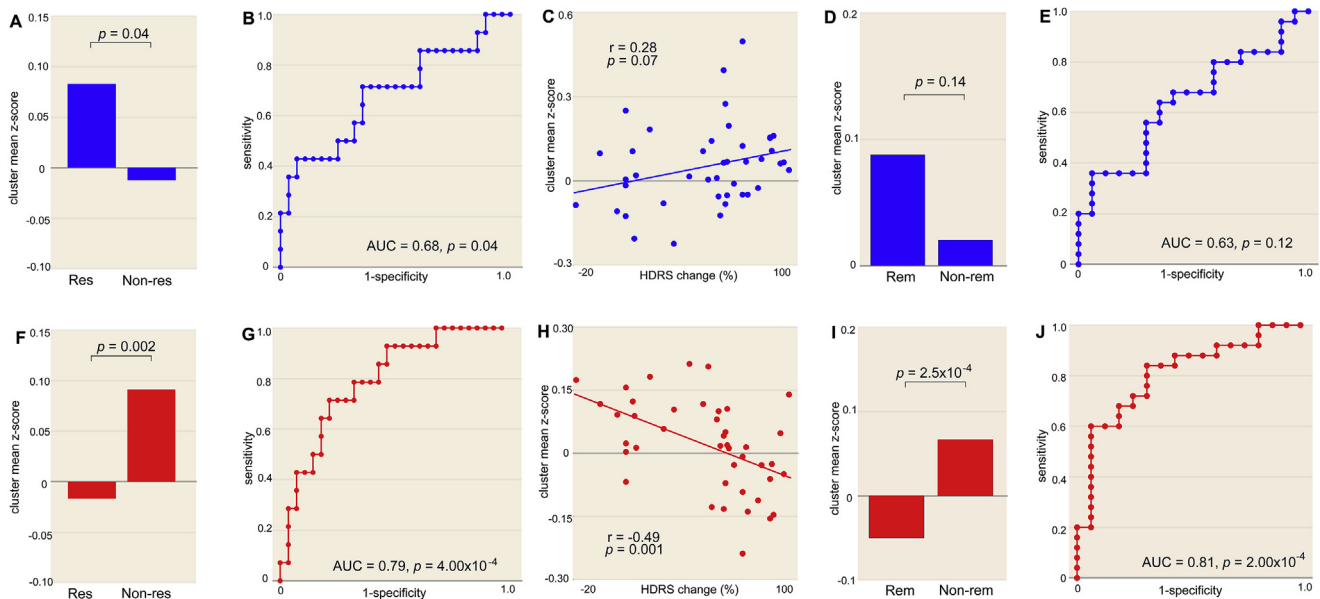 A
cluster mean z-score
0.15
0.10
0.05
0
-0.05
-0.10
p = 0.04
Res
Non-res
B
sensitivity
1.0
0.8
0.6
0.4
0.2
0
AUC = 0.68, p = 0.04
0
1-specificity
1.0
C
cluster mean z-score
0.6
0.3
0
-0.3
r = 0.28
p = 0.07
-20
HDRS change (%)
100
D
cluster mean z-score
0.2
0.1
0
p = 0.14
Rem
Non-rem
E
sensitivity
1.0
0.8
0.6
0.4
0.2
0
AUC = 0.63, p = 0.12
0
1-specificity
1.0
F
cluster mean z-score
0.15
0.10
0.05
0
-0.05
-0.10
p = 0.002
Res
Non-res
G
sensitivity
1.0
0.8
0.6
0.4
0.2
0
AUC = 0.79, p = 4.00x10⁻⁴
0
1-specificity
1.0
H
cluster mean z-score
0.30
0.15
0
-0.15
-0.30
r = -0.49
p = 0.001
-20
HDRS change (%)
100
I
cluster mean z-score
0.2
0.1
0
-0.1
p = 2.5x10⁻⁴
Rem
Non-rem
J
sensitivity
1.0
0.8
0.6
0.4
0.2
0
AUC = 0.81, p = 2.00x10⁻⁴
0
1-specificity
1.0